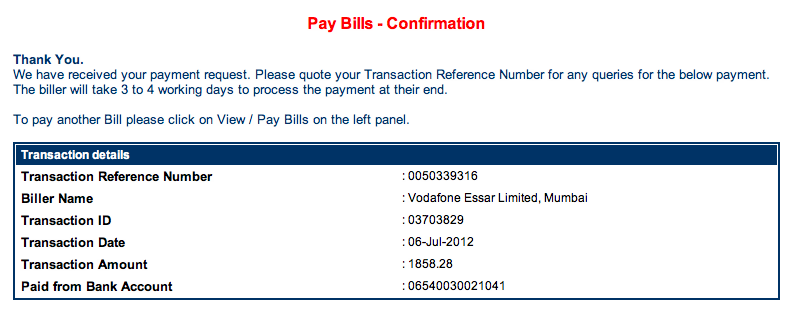 Pay Bills - Confirmation
Thank You.
We have received your payment request. Please quote your Transaction Reference Number for any queries for the below payment.
The biller will take 3 to 4 working days to process the payment at their end.
To pay another Bill please click on View / Pay Bills on the left panel.
Transaction details
Transaction Reference Number : 0050339316
Biller Name : Vodafone Essar Limited, Mumbai
Transaction ID : 03703829
Transaction Date : 06-Jul-2012
Transaction Amount : 1858.28
Paid from Bank Account : 06540030021041